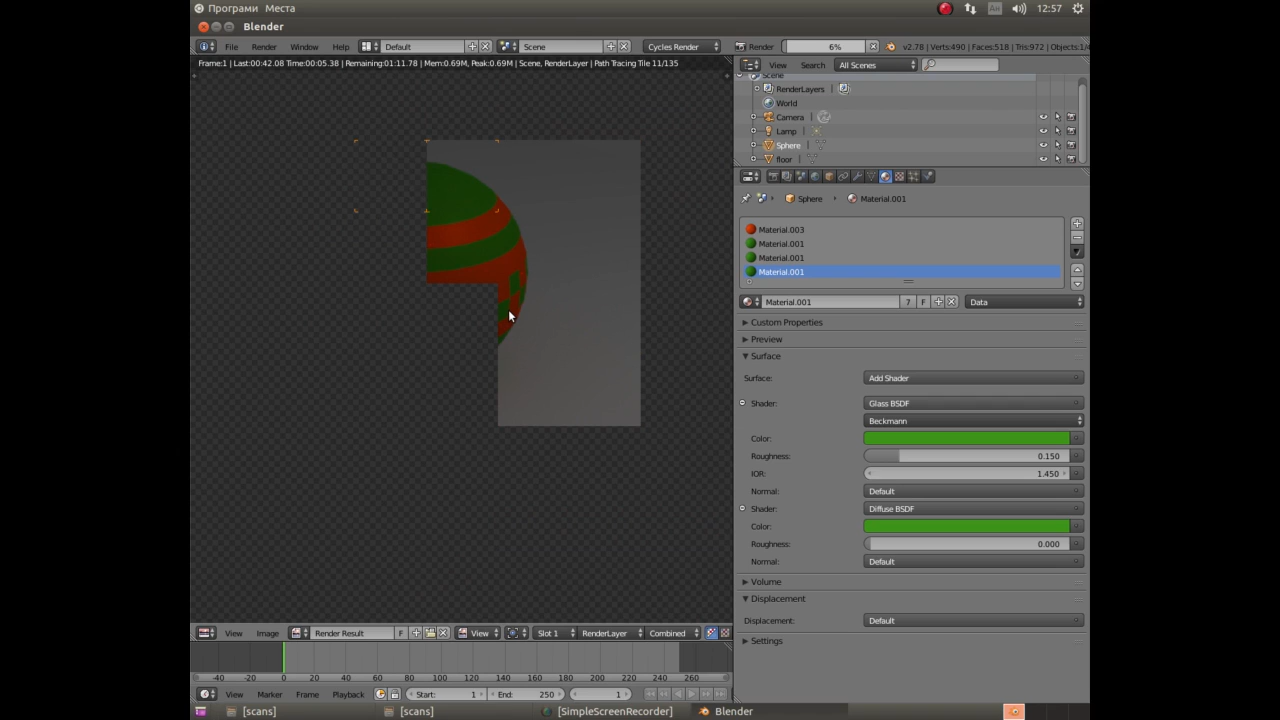 Програми Места Ан 12:57
Blender
File Render Window Help Default Scene Cycles Render Render 6% v2.78 | Verts:490 | Faces:518 | Tris:972 | Objects:1/4
Frame:1 | Last:00:42.08 Time:00:05.38 | Remaining:01:11.78 | Mem:0.69M, Peak:0.69M | Scene, RenderLayer | Path Tracing Tile 11/135
View Search All Scenes
Scene
RenderLayers
World
Camera
Lamp
Sphere
floor
Sphere Material.001
Material.003
Material.001
Material.001
Material.001
Material.001 7 F Data
Custom Properties
Preview
Surface
Surface: Add Shader
Shader: Glass BSDF
Beckmann
Color:
Roughness: 0.150
IOR: 1.450
Normal: Default
Shader: Diffuse BSDF
Color:
Roughness: 0.000
Normal: Default
Volume
Displacement
Displacement: Default
Settings
View Image Render Result F View Slot 1 RenderLayer Combined
-40 -20 0 20 40 60 80 100 120 140 160 180 200 220 240 260
View Marker Frame Playback Start: 1 End: 250 1
[scans] [scans] [SimpleScreenRecorder] Blender